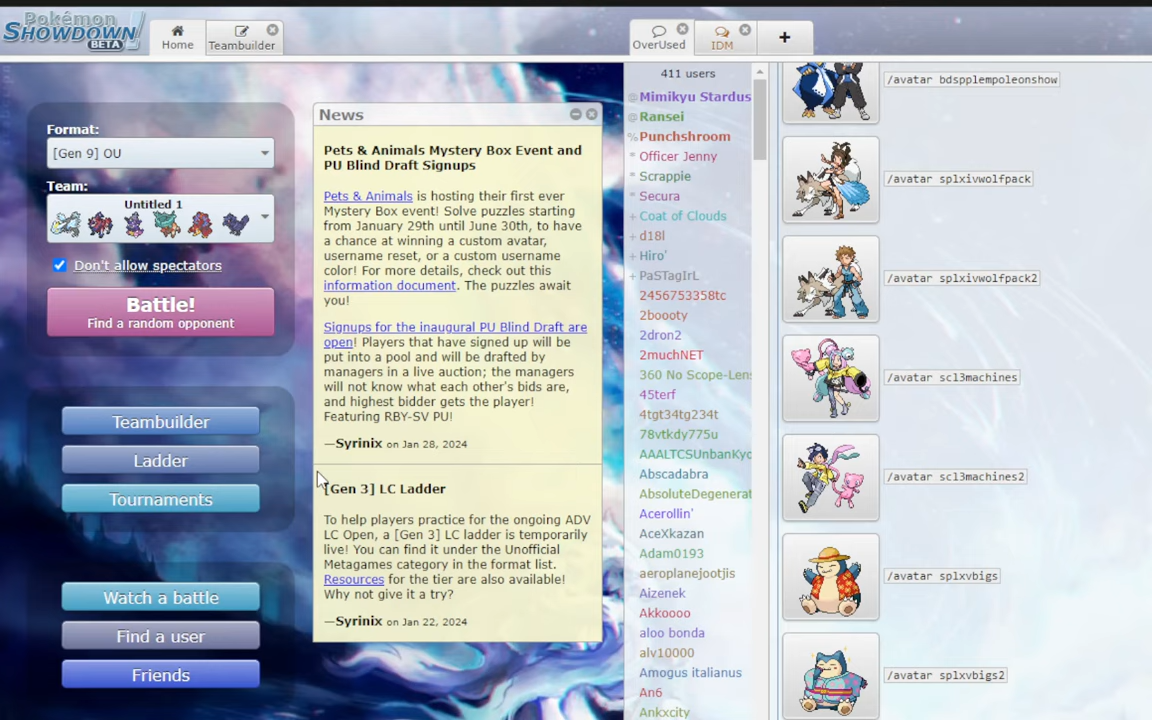 Pokémon
SHOWDOWN!
BETA
Home
Teambuilder
OverUsed
IDM
+
Format:
[Gen 9] OU
Team:
Untitled 1
Don't allow spectators
Battle!
Find a random opponent
Teambuilder
Ladder
Tournaments
Watch a battle
Find a user
Friends
News
Pets & Animals Mystery Box Event and
PU Blind Draft Signups
Pets & Animals is hosting their first ever
Mystery Box event! Solve puzzles starting
from January 29th until June 30th, to have
a chance at winning a custom avatar,
username reset, or a custom username
color! For more details, check out this
information document. The puzzles await
you!
Signups for the inaugural PU Blind Draft are
open! Players that have signed up will be
put into a pool and will be drafted by
managers in a live auction; the managers
will not know what each other's bids are,
and highest bidder gets the player!
Featuring RBY-SV PU!
—Syrinix on Jan 28, 2024
[Gen 3] LC Ladder
To help players practice for the ongoing ADV
LC Open, a [Gen 3] LC ladder is temporarily
live! You can find it under the Unofficial
Metagames category in the format list.
Resources for the tier are also available!
Why not give it a try?
—Syrinix on Jan 22, 2024
411 users
@Mimikyu Stardus
@Ransei
%Punchshroom
*Officer Jenny
*Scrappie
*Secura
+Coat of Clouds
+d18l
+Hiro'
+PaSTagIrL
2456753358tc
2boooty
2dron2
2muchNET
360 No Scope-Lens
45terf
4tgt34tg234t
78vtkdy775u
AAALTCSUnbanKyo
Abscadabra
AbsoluteDegenerat
Acerollin'
AceXkazan
Adam0193
aeroplanejootjis
Aizenek
Akkoooo
aloo bonda
alv10000
Amogus italianus
An6
Ankxcity
/avatar bdspplempoleonshow
/avatar splxivwolfpack
/avatar splxivwolfpack2
/avatar scl3machines
/avatar scl3machines2
/avatar splxvbigs
/avatar splxvbigs2